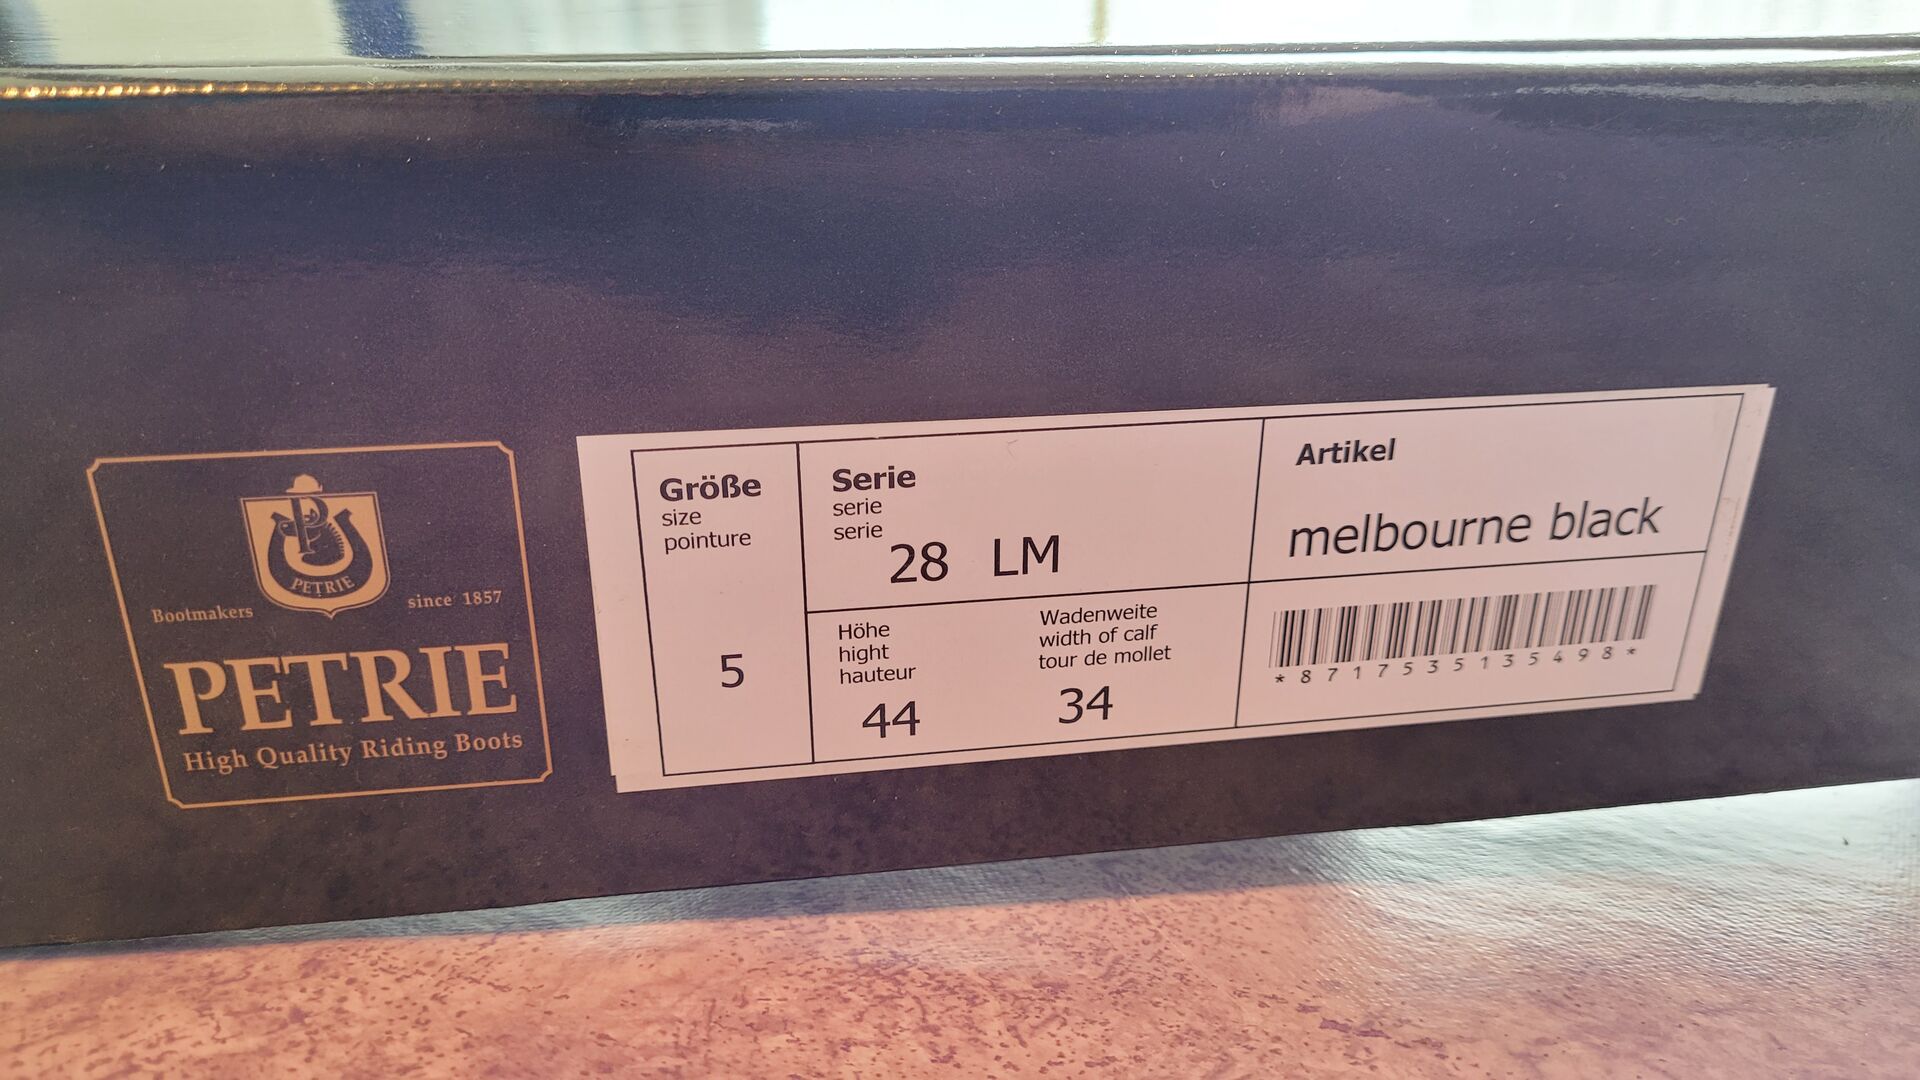 PETRIE
Bootmakers since 1857
PETRIE
High Quality Riding Boots
Größe
size
pointure
5
Serie
serie
serie
28 LM
Höhe
hight
hauteur
44
Wadenweite
width of calf
tour de mollet
34
Artikel
melbourne black
*8717535135498*